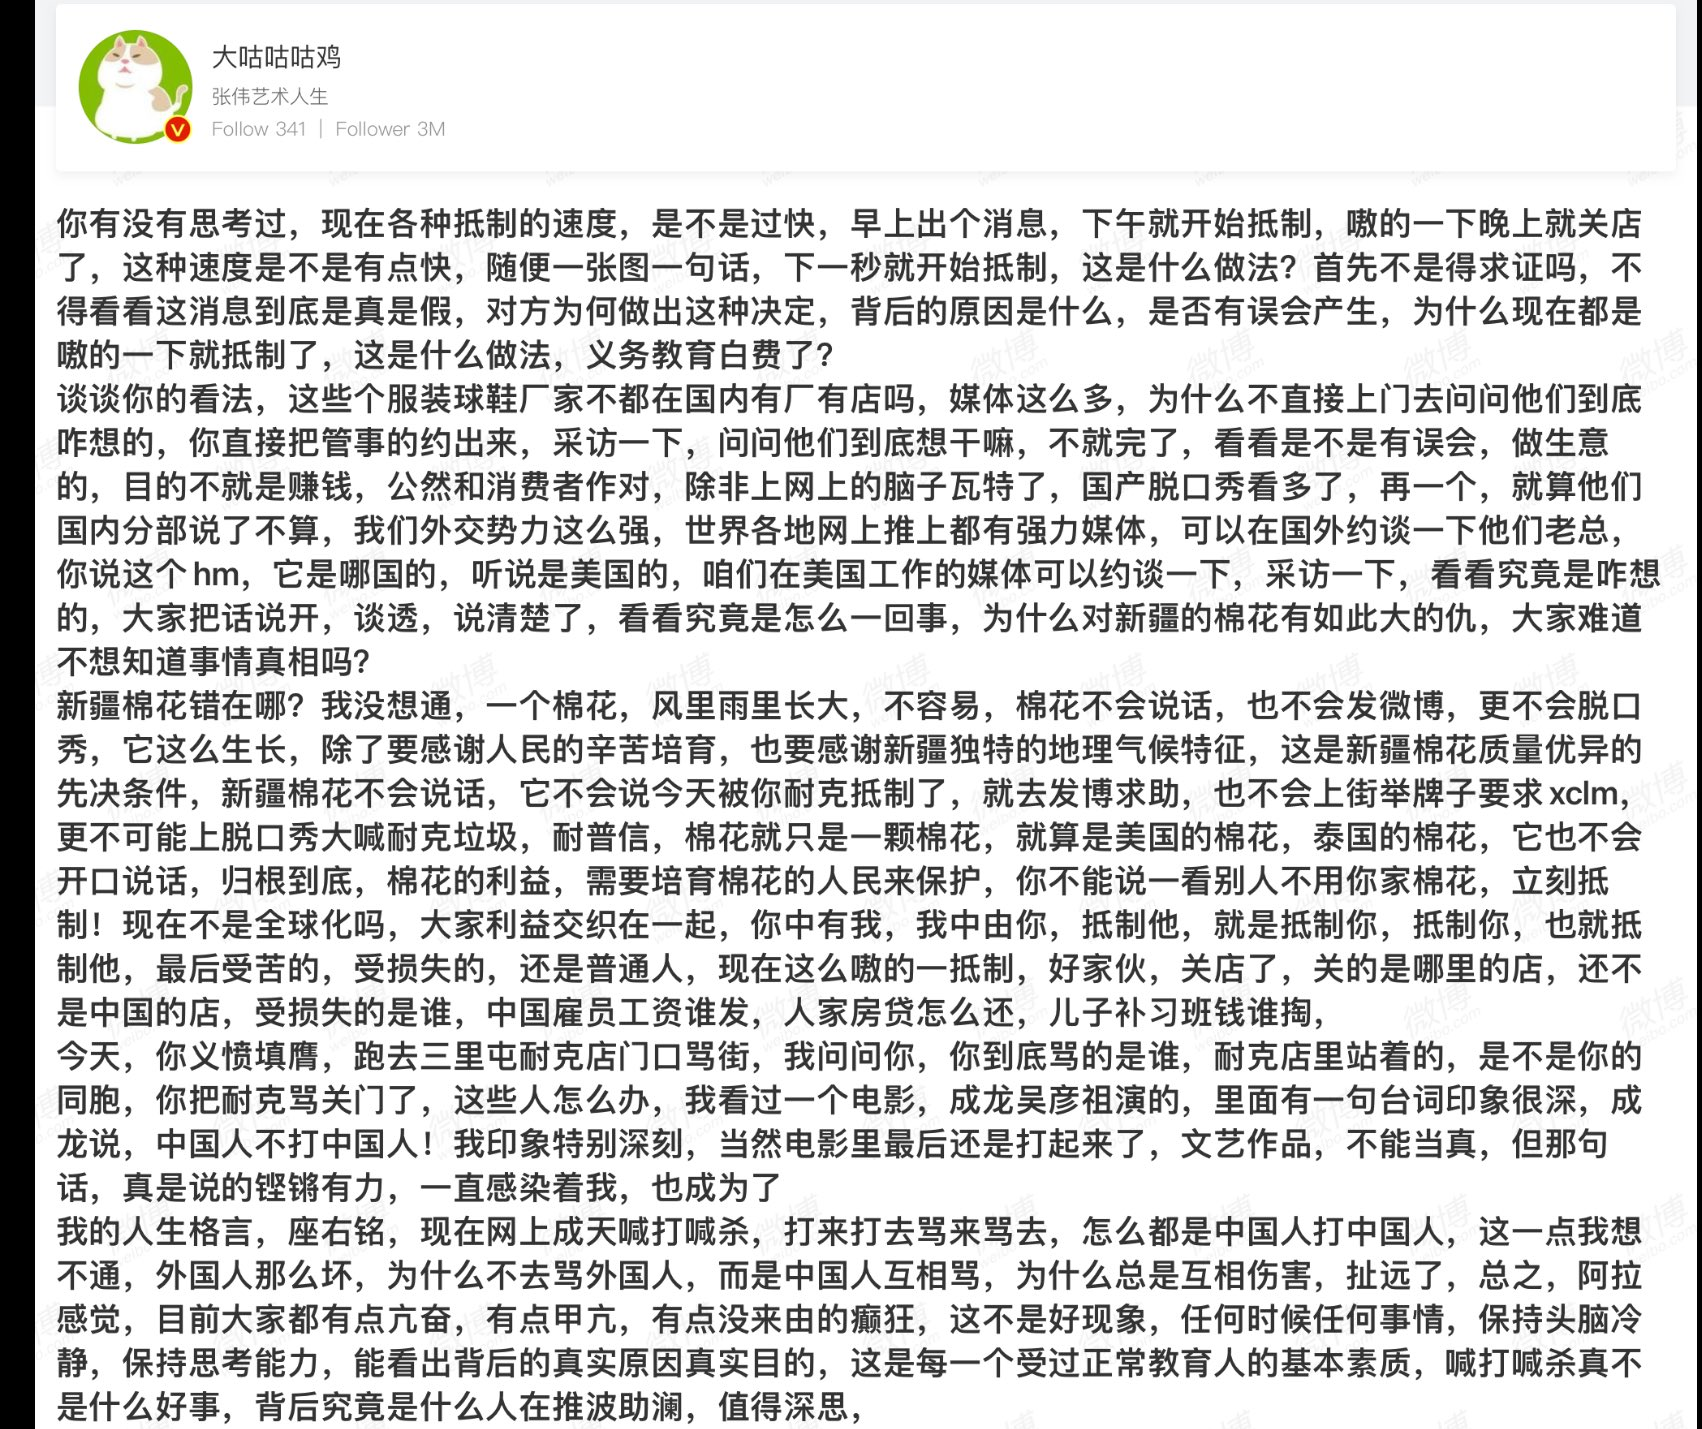 大咕咕咕鸡
张伟艺术人生
Follow 341 | Follower 3M
你有没有思考过，现在各种抵制的速度，是不是过快，早上出个消息，下午就开始抵制，嗷的一下晚上就关店
了，这种速度是不是有点快，随便一张图一句话，下一秒就开始抵制，这是什么做法？首先不是得求证吗，不
得看看这消息到底是真是假，对方为何做出这种决定，背后的原因是什么，是否有误会产生，为什么现在都是
嗷的一下就抵制了，这是什么做法，义务教育白费了？
谈谈你的看法，这些个服装球鞋厂家不都在国内有厂有店吗，媒体这么多，为什么不直接上门去问问他们到底
咋想的，你直接把管事的约出来，采访一下，问问他们到底想干嘛，不就完了，看看是不是有误会，做生意
的，目的不就是赚钱，公然和消费者作对，除非上网上的脑子瓦特了，国产脱口秀看多了，再一个，就算他们
国内分部说了不算，我们外交势力这么强，世界各地网上推上都有强力媒体，可以在国外约谈一下他们老总，
你说这个hm，它是哪国的，听说是美国的，咱们在美国工作的媒体可以约谈一下，采访一下，看看究竟是咋想
的，大家把话说开，谈透，说清楚了，看看究竟是怎么一回事，为什么对新疆的棉花有如此大的仇，大家难道
不想知道事情真相吗？
新疆棉花错在哪？我没想通，一个棉花，风里雨里长大，不容易，棉花不会说话，也不会发微博，更不会脱口
秀，它这么生长，除了要感谢人民的辛苦培育，也要感谢新疆独特的地理气候特征，这是新疆棉花质量优异的
先决条件，新疆棉花不会说话，它不会说今天被你耐克抵制了，就去发博求助，也不会上街举牌子要求xclm，
更不可能上脱口秀大喊耐克垃圾，耐普信，棉花就只是一颗棉花，就算是美国的棉花，泰国的棉花，它也不会
开口说话，归根到底，棉花的利益，需要培育棉花的人民来保护，你不能说一看别人不用你家棉花，立刻抵
制！现在不是全球化吗，大家利益交织在一起，你中有我，我中由你，抵制他，就是抵制你，抵制你，也就抵
制他，最后受苦的，受损失的，还是普通人，现在这么嗷的一抵制，好家伙，关店了，关的是哪里的店，还不
是中国的店，受损失的是谁，中国雇员工资谁发，人家房贷怎么还，儿子补习班钱谁掏，
今天，你义愤填膺，跑去三里屯耐克店门口骂街，我问问你，你到底骂的是谁，耐克店里站着的，是不是你的
同胞，你把耐克骂关门了，这些人怎么办，我看过一个电影，成龙吴彦祖演的，里面有一句台词印象很深，成
龙说，中国人不打中国人！我印象特别深刻，当然电影里最后还是打起来了，文艺作品，不能当真，但那句
话，真是说的铿锵有力，一直感染着我，也成为了
我的人生格言，座右铭，现在网上成天喊打喊杀，打来打去骂来骂去，怎么都是中国人打中国人，这一点我想
不通，外国人那么坏，为什么不去骂外国人，而是中国人互相骂，为什么总是互相伤害，扯远了，总之，阿拉
感觉，目前大家都有点亢奋，有点甲亢，有点没来由的癫狂，这不是好现象，任何时候任何事情，保持头脑冷
静，保持思考能力，能看出背后的真实原因真实目的，这是每一个受过正常教育人的基本素质，喊打喊杀真不
是什么好事，背后究竟是什么人在推波助澜，值得深思，